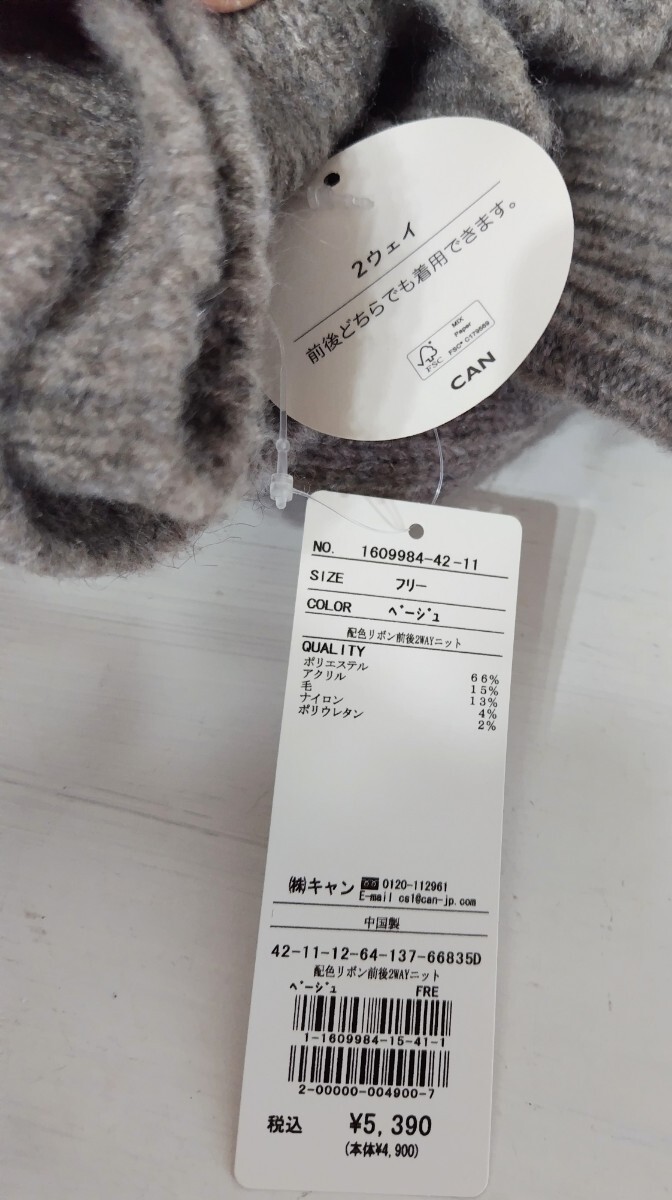 2ウェイ
前後どちらでも着用できます。
FSC
MIX
Paper
FSC® C179689
CAN
NO. 1609984-42-11
SIZE フリー
COLOR ベージュ
配色リボン前後2WAYニット
QUALITY
ポリエステル 66%
アクリル 15%
毛 13%
ナイロン 4%
ポリウレタン 2%
㈱キャン 0120-112961
E-mail cs1@can-jp.com
中国製
42-11-12-64-137-66835D
配色リボン前後2WAYニット
ベージュ FRE
1-1609984-15-41-1
2-00000-004900-7
税込 ¥5,390
(本体¥4,900)